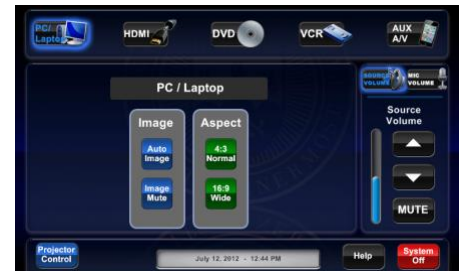 PC/
Laptop
HDMI
DVD
VCR
AUX
A/V
PC / Laptop
SOURCE
VOLUME
MIC
VOLUME
Image
Aspect
Source
Volume
Auto
Image
4:3
Normal
Image
Mute
16:9
Wide
MUTE
Projector
Control
July 12, 2012 - 12:44 PM
Help
System
Off